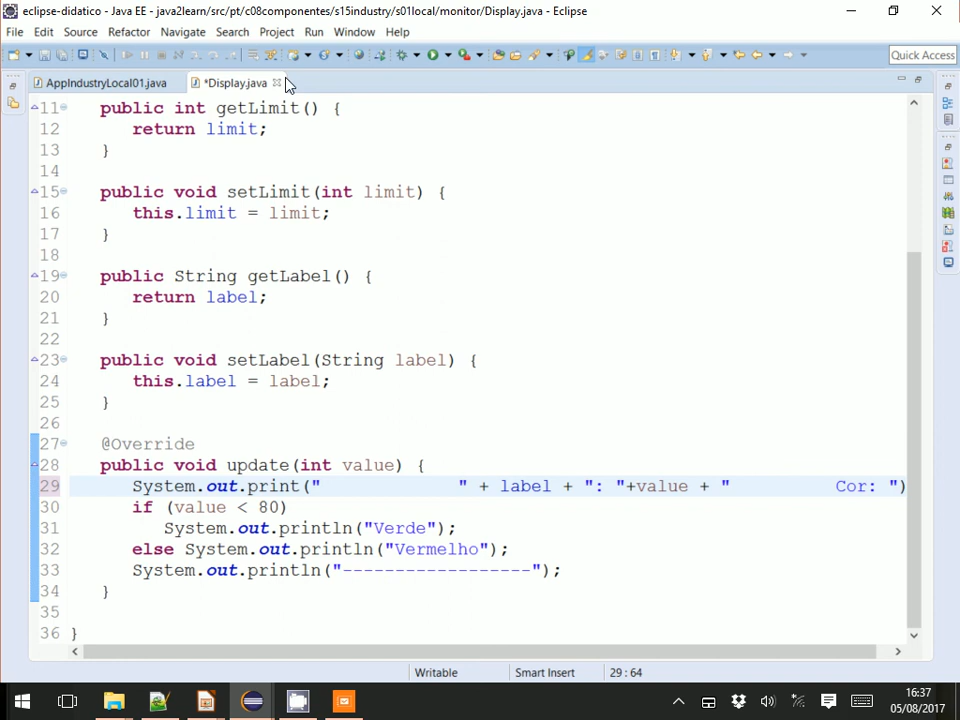 eclipse-didatico - Java EE - java2learn/src/pt/c08componentes/s15industry/s01local/monitor/Display.java - Eclipse
File Edit Source Refactor Navigate Search Project Run Window Help
Quick Access
AppIndustryLocal01.java *Display.java
11 public int getLimit() {
12 return limit;
13 }
14
15 public void setLimit(int limit) {
16 this.limit = limit;
17 }
18
19 public String getLabel() {
20 return label;
21 }
22
23 public void setLabel(String label) {
24 this.label = label;
25 }
26
27 @Override
28 public void update(int value) {
29 System.out.print("             " + label + ": "+value + "          Cor: ")
30 if (value < 80)
31 System.out.println("Verde");
32 else System.out.println("Vermelho");
33 System.out.println("------------------");
34 }
35
36 }
Writable Smart Insert 29 : 64
16:37
05/08/2017